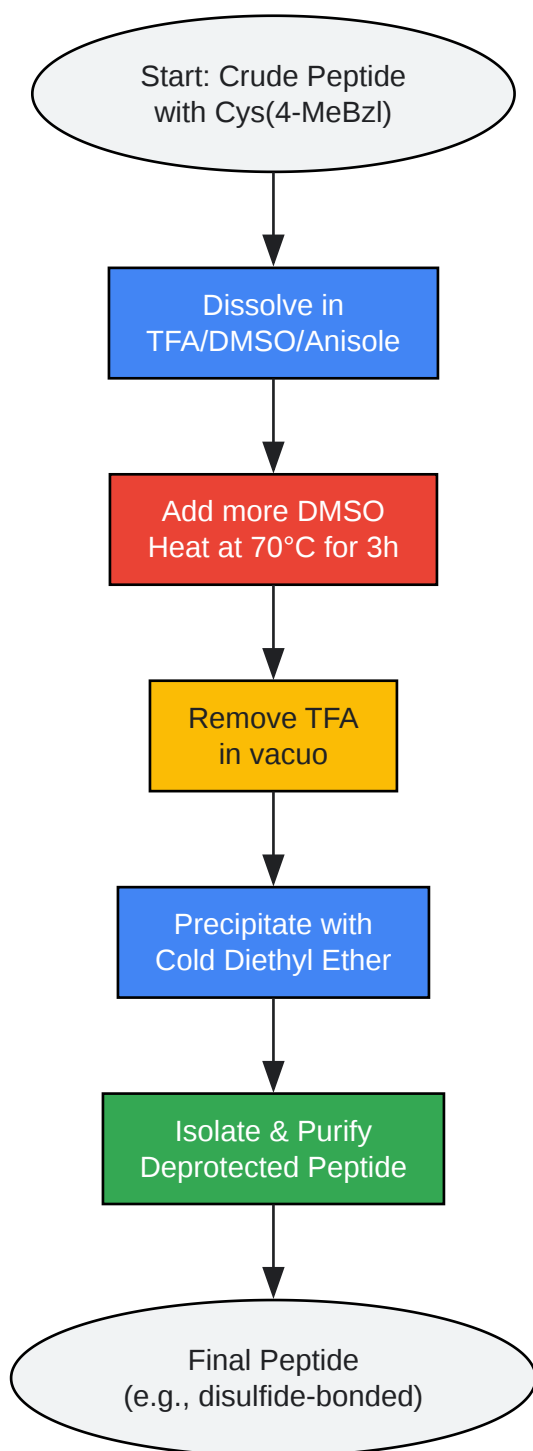 Start: Crude Peptide
with Cys(4-MeBzl)
Dissolve in
TFA/DMSO/Anisole
Add more DMSO
Heat at 70°C for 3h
Remove TFA
in vacuo
Precipitate with
Cold Diethyl Ether
Isolate & Purify
Deprotected Peptide
Final Peptide
(e.g., disulfide-bonded)